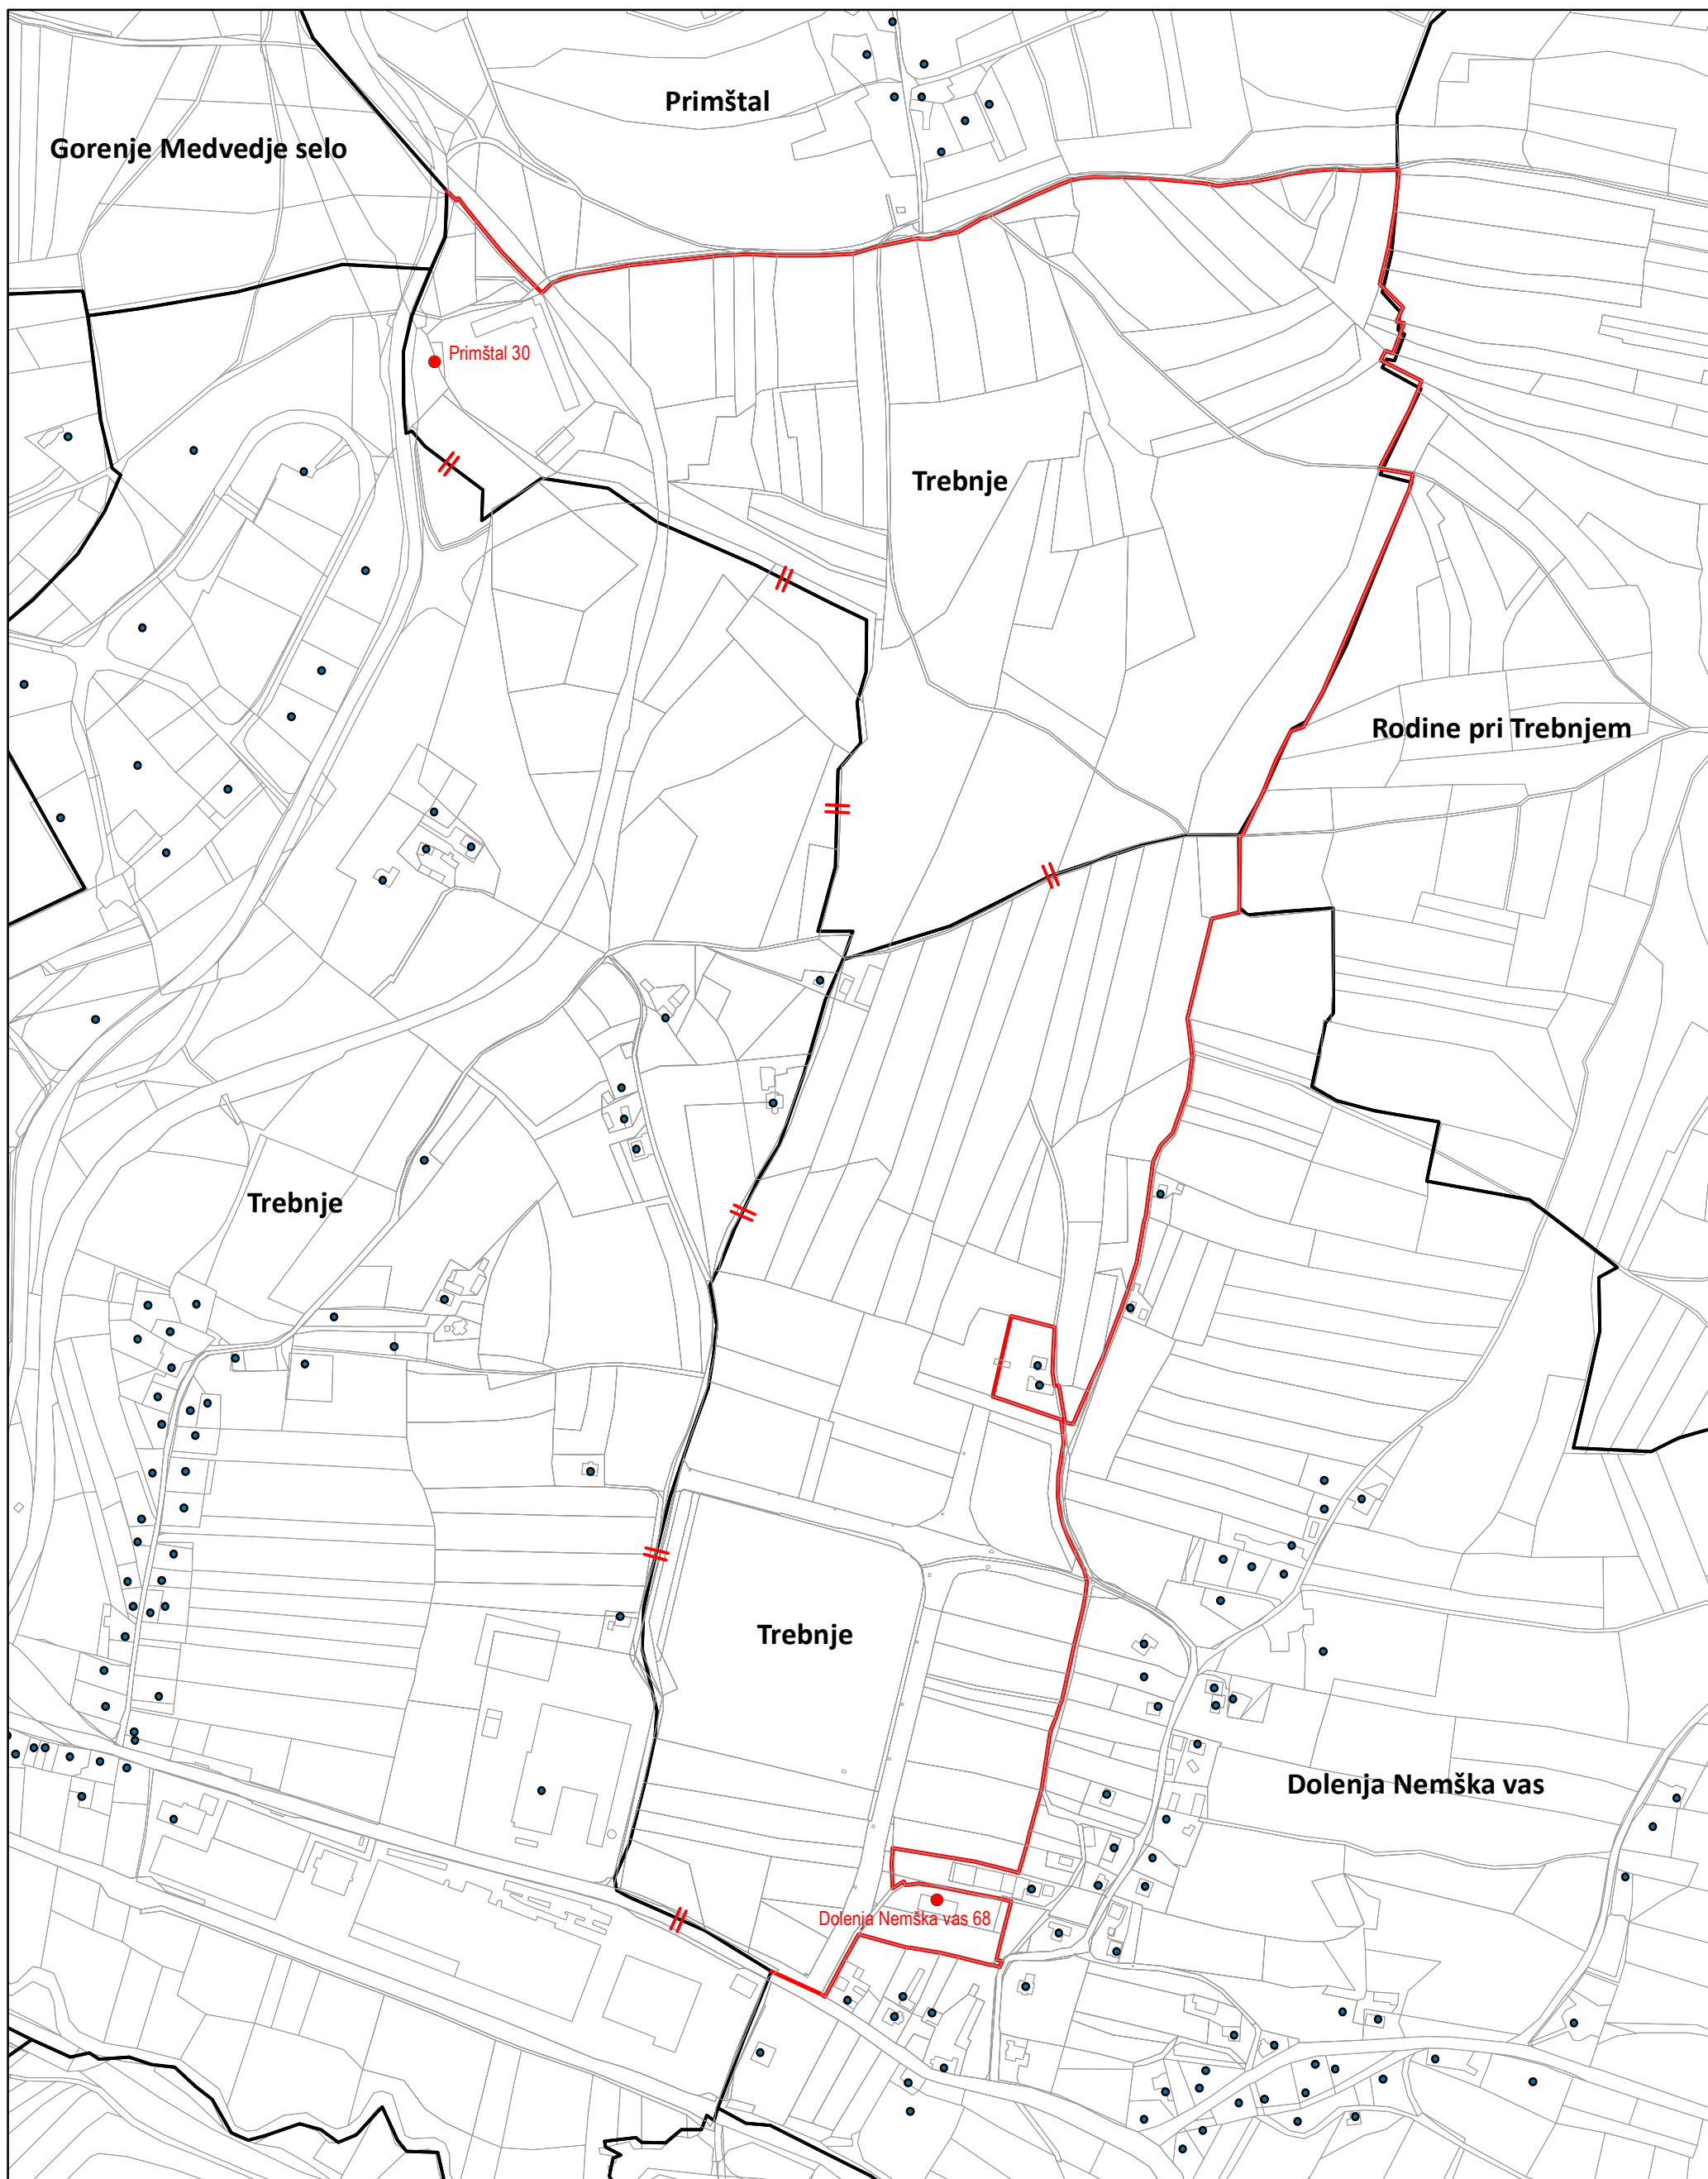 Primštal
Gorenje Medvedje selo
Primštal 30
Trebnje
Rodine pri Trebnjem
Trebnje
Trebnje
Dolenja Nemška vas
Dolenja Nemška vas 68